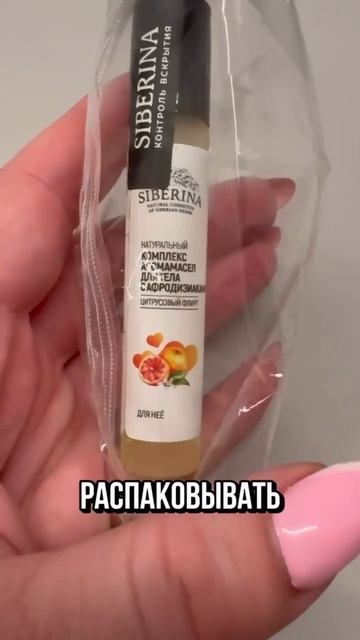 SIBERINA
КОНТРОЛЬ ВСКРЫТИЯ
SIBERINA
NATURAL COSMETICS
OF SIBERIAN HERBS
НАТУРАЛЬНЫЙ
КОМПЛЕКС
АРОМАМАСЕЛ
ДЛЯ ТЕЛА
С АФРОДИЗИАКАМИ
ЦИТРУСОВЫЙ ФЛИРТ
ДЛЯ НЕЁ
РАСПАКОВЫВАТЬ